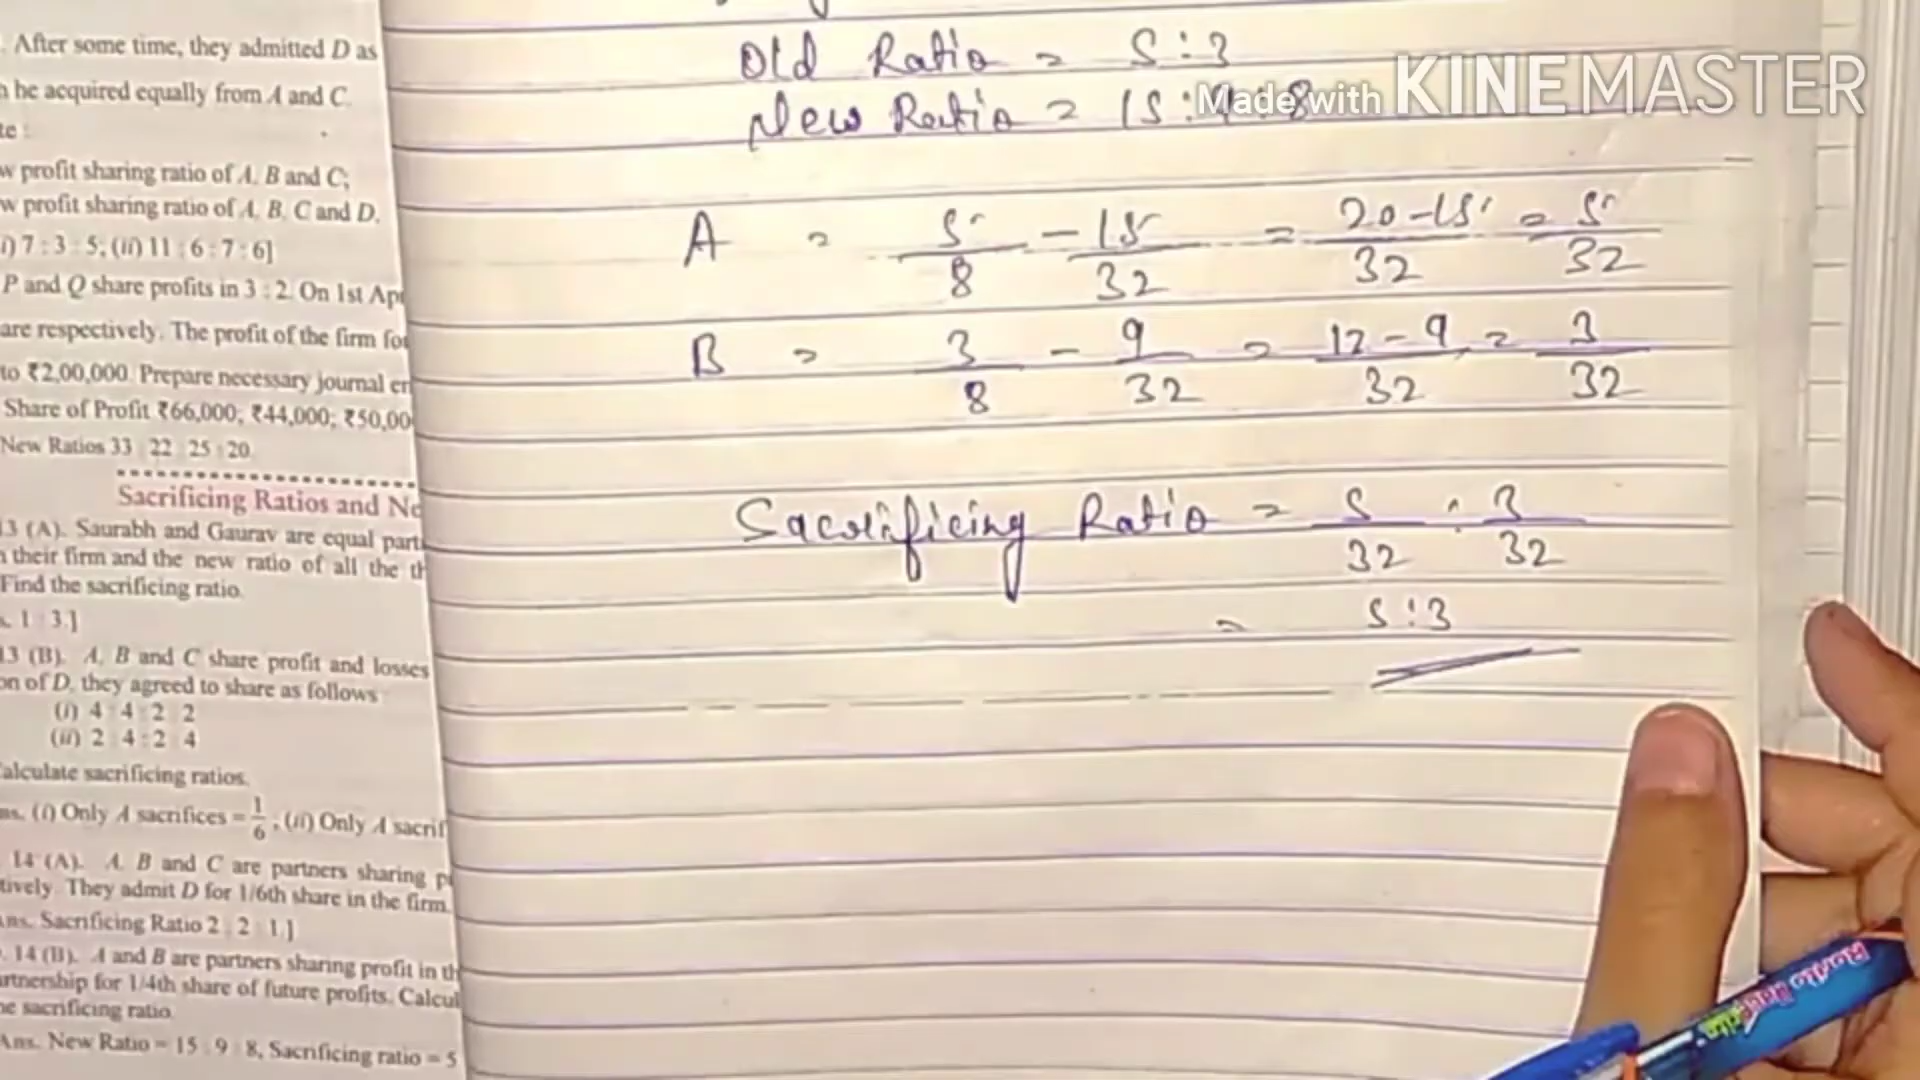 . After some time, they admitted D as
be acquired equally from A and C.
te :
w profit sharing ratio of A, B and C;
w profit sharing ratio of A, B, C and D.
i) 7 : 3 : 5; (ii) 11 : 6 : 7 : 6]
P and Q share profits in 3 : 2. On 1st Apr
are respectively. The profit of the firm for
to ₹2,00,000. Prepare necessary journal en
Share of Profit ₹66,000; ₹44,000; ₹50,00
New Ratios 33 : 22 : 25 : 20.
Sacrificing Ratios and Ne
13 (A). Saurabh and Gaurav are equal part
their firm and the new ratio of all the th
Find the sacrificing ratio.
1 : 3.]
13 (B). A, B and C share profit and losses
on of D, they agreed to share as follows
(i) 4 : 4 : 2 : 2
(ii) 2 : 4 : 2 : 4
alculate sacrificing ratios.
ns. (i) Only A sacrifices = 1/6, (ii) Only A sacrif
14 (A). A, B and C are partners sharing p
tively. They admit D for 1/6th share in the firm.
ns. Sacrificing Ratio 2 : 2 : 1.]
14 (B). A and B are partners sharing profit in th
artnership for 1/4th share of future profits. Calcul
he sacrificing ratio.
Ans. New Ratio = 15 : 9 : 8, Sacrificing ratio = 5
Old Ratio = 5 : 3
New Ratio = 15 : 9 : 8
Made with KINEMASTER
A = 5/8 - 15/32 = 20-15/32 = 5/32
B = 3/8 - 9/32 = 12-9/32 = 3/32
Sacrificing Ratio = 5/32 : 3/32
= 5 : 3
Rorito